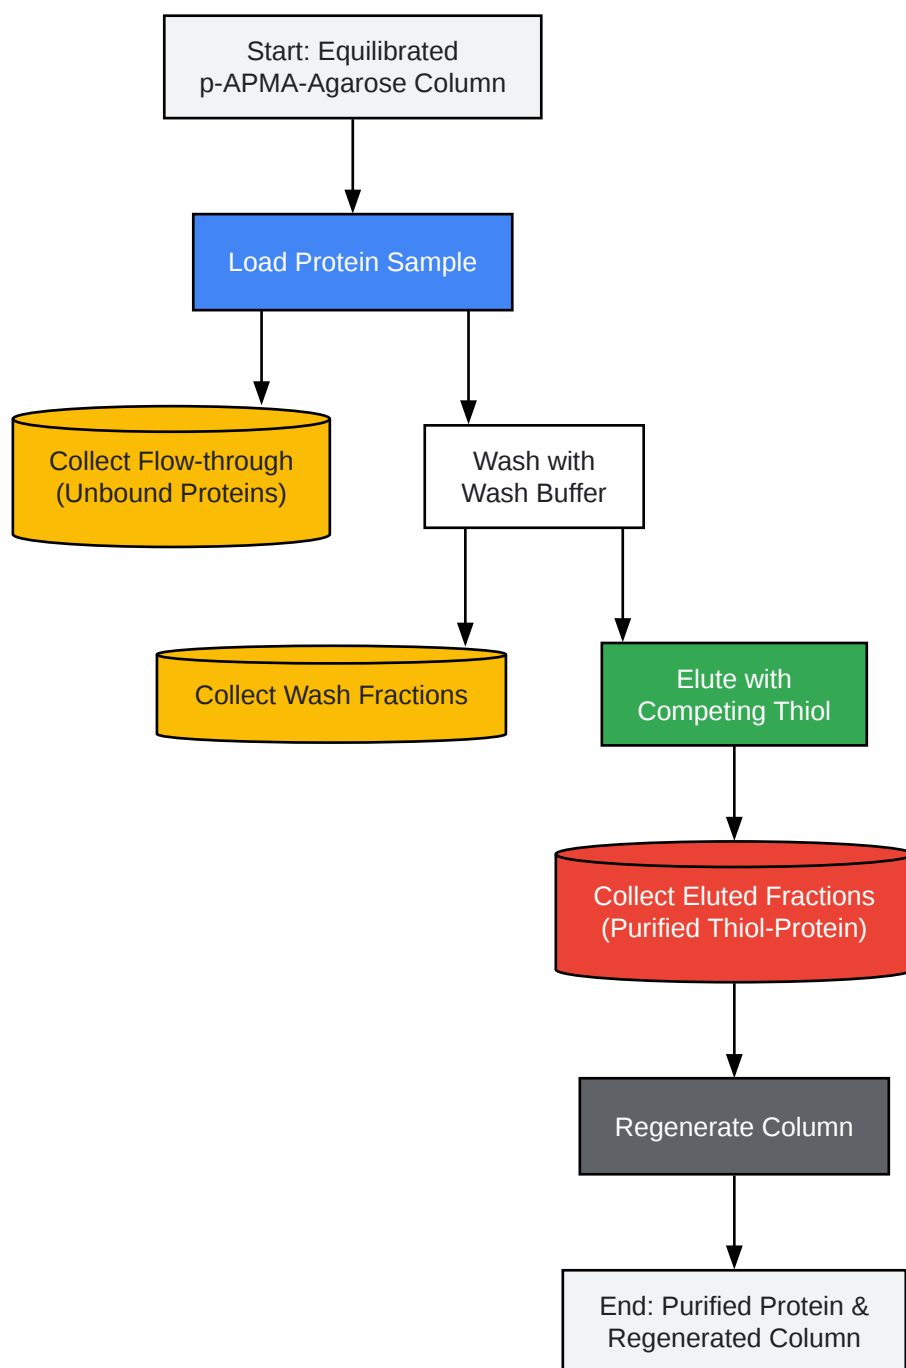 Start: Equilibrated
p-APMA-Agarose Column
Load Protein Sample
Collect Flow-through
(Unbound Proteins)
Wash with
Wash Buffer
Collect Wash Fractions
Elute with
Competing Thiol
Collect Eluted Fractions
(Purified Thiol-Protein)
Regenerate Column
End: Purified Protein &
Regenerated Column